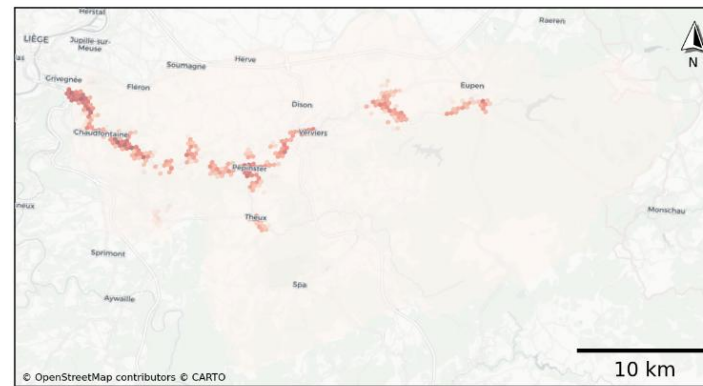 Herstal
Raeren
LIÈGE
Jupille-sur-
Meuse
Herve
Soumagne
N
Grivegnée
Fléron
Eupen
Dison
Chaudfontaine
Verviers
Pepinster
Monschau
Theux
Sprimont
Spa
Aywaille
10 km
© OpenStreetMap contributors © CARTO